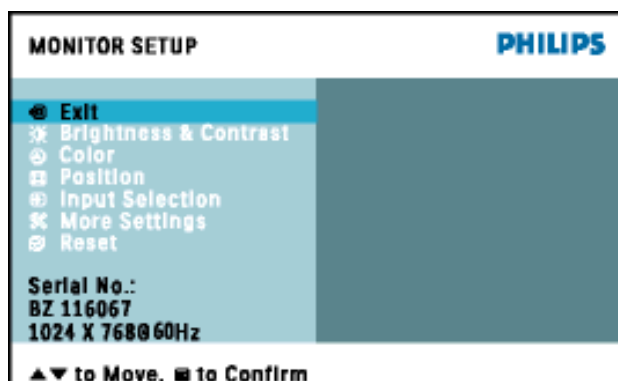 MONITOR SETUP PHILIPS
Exit
Brightness & Contrast
Color
Position
Input Selection
More Settings
Reset
Serial No.:
BZ 116067
1024 X 768@60Hz
▲▼ to Move, to Confirm